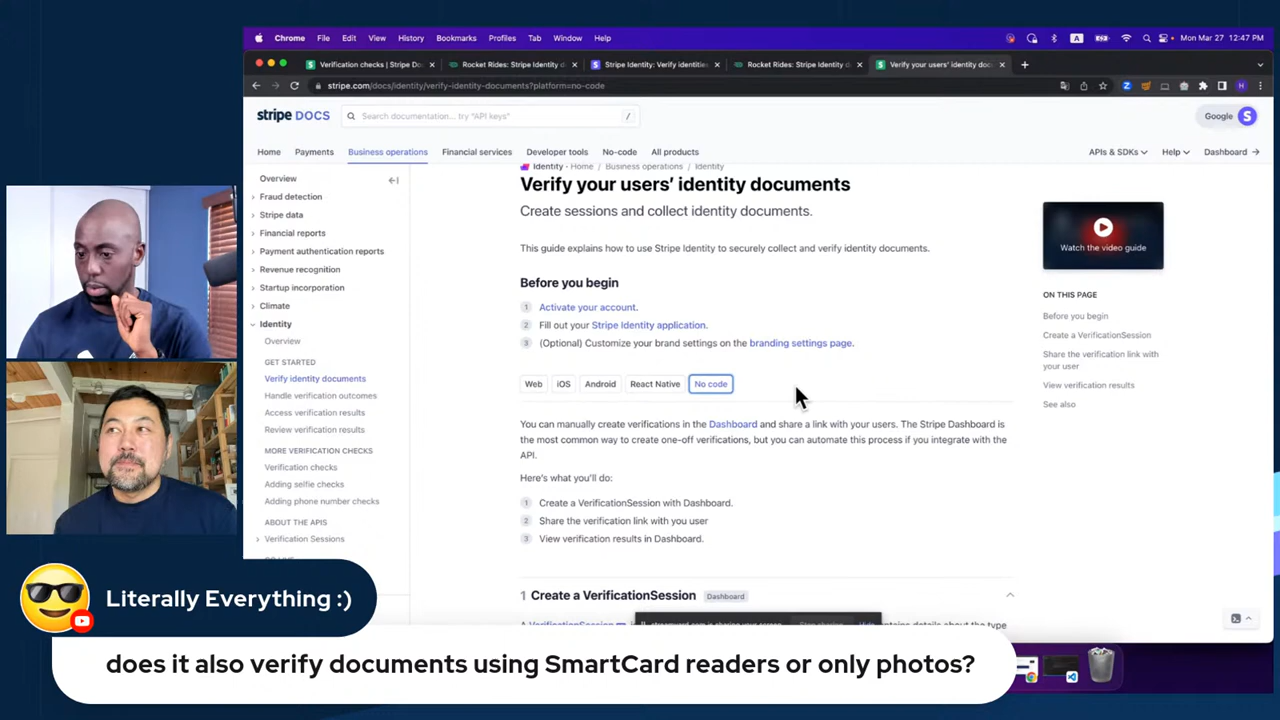 Chrome File Edit View History Bookmarks Profiles Tab Window Help
A
Mon Mar 27 12:47 PM
Verification checks | Stripe Do
Rocket Rides: Stripe Identity d
Stripe Identity: Verify identities
Rocket Rides: Stripe Identity d
Verify your users' identity doc
stripe.com/docs/identity/verify-identity-documents?platform=no-code
stripe DOCS
Search documentation... try "API keys"
/
Google
S
Home Payments Business operations Financial services Developer tools No-code All products
APIs & SDKs Help Dashboard
Overview
Fraud detection
Stripe data
Financial reports
Payment authentication reports
Revenue recognition
Startup incorporation
Climate
Identity
Overview
GET STARTED
Verify identity documents
Handle verification outcomes
Access verification results
Review verification results
MORE VERIFICATION CHECKS
Verification checks
Adding selfie checks
Adding phone number checks
ABOUT THE APIS
Verification Sessions
Identity - Home / Business operations / Identity
Verify your users' identity documents
Create sessions and collect identity documents.
This guide explains how to use Stripe Identity to securely collect and verify identity documents.
Before you begin
1 Activate your account.
2 Fill out your Stripe Identity application.
3 (Optional) Customize your brand settings on the branding settings page.
Web iOS Android React Native No code
You can manually create verifications in the Dashboard and share a link with your users. The Stripe Dashboard is
the most common way to create one-off verifications, but you can automate this process if you integrate with the
API.
Here's what you'll do:
1 Create a VerificationSession with Dashboard.
2 Share the verification link with you user
3 View verification results in Dashboard.
1 Create a VerificationSession Dashboard
Watch the video guide
ON THIS PAGE
Before you begin
Create a VerificationSession
Share the verification link with
your user
View verification results
See also
Literally Everything :)
does it also verify documents using SmartCard readers or only photos?